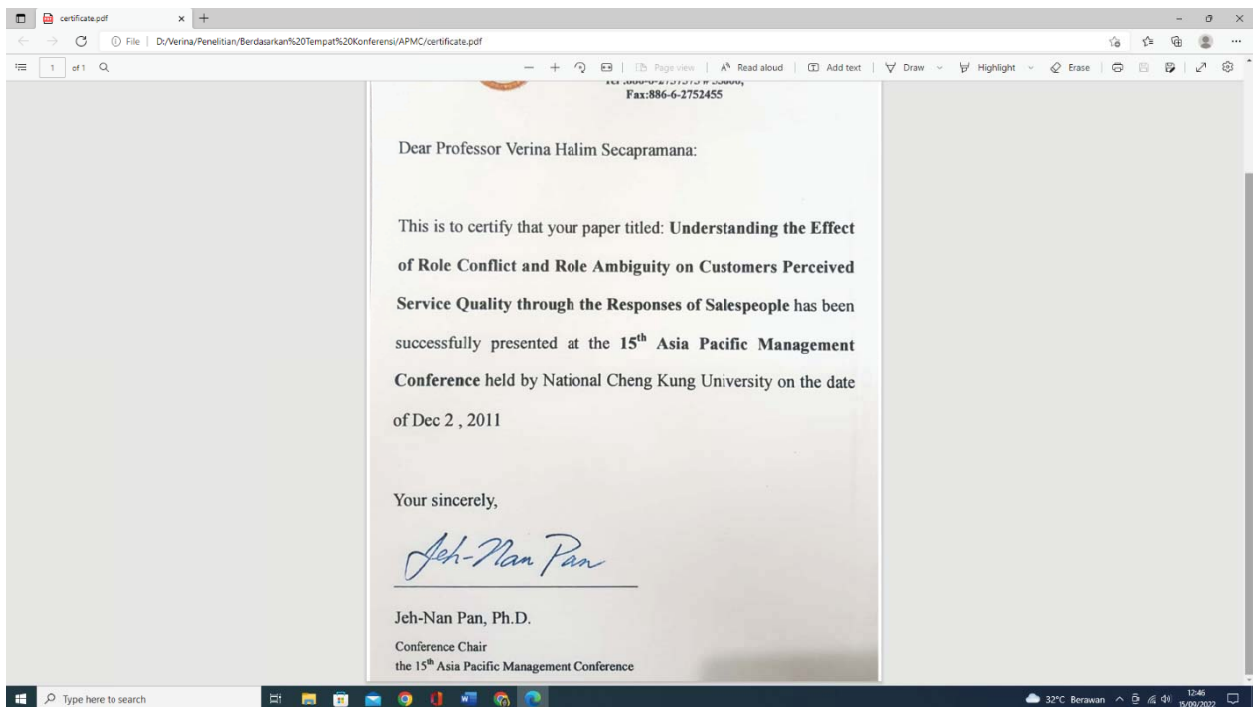 certificate.pdf
File D:/Verina/Penelitian/Berdasarkan%20Tempat%20Konferensi/APMC/certificate.pdf
1 of 1 Page view Read aloud Add text Draw Highlight Erase
Fax:886-6-2752455
Dear Professor Verina Halim Secapramana:
This is to certify that your paper titled: Understanding the Effect
of Role Conflict and Role Ambiguity on Customers Perceived
Service Quality through the Responses of Salespeople has been
successfully presented at the 15th Asia Pacific Management
Conference held by National Cheng Kung University on the date
of Dec 2 , 2011
Your sincerely,
Jeh-Nan Pan
Jeh-Nan Pan, Ph.D.
Conference Chair
the 15th Asia Pacific Management Conference
Type here to search
32°C Berawan
12:46
15/09/2022